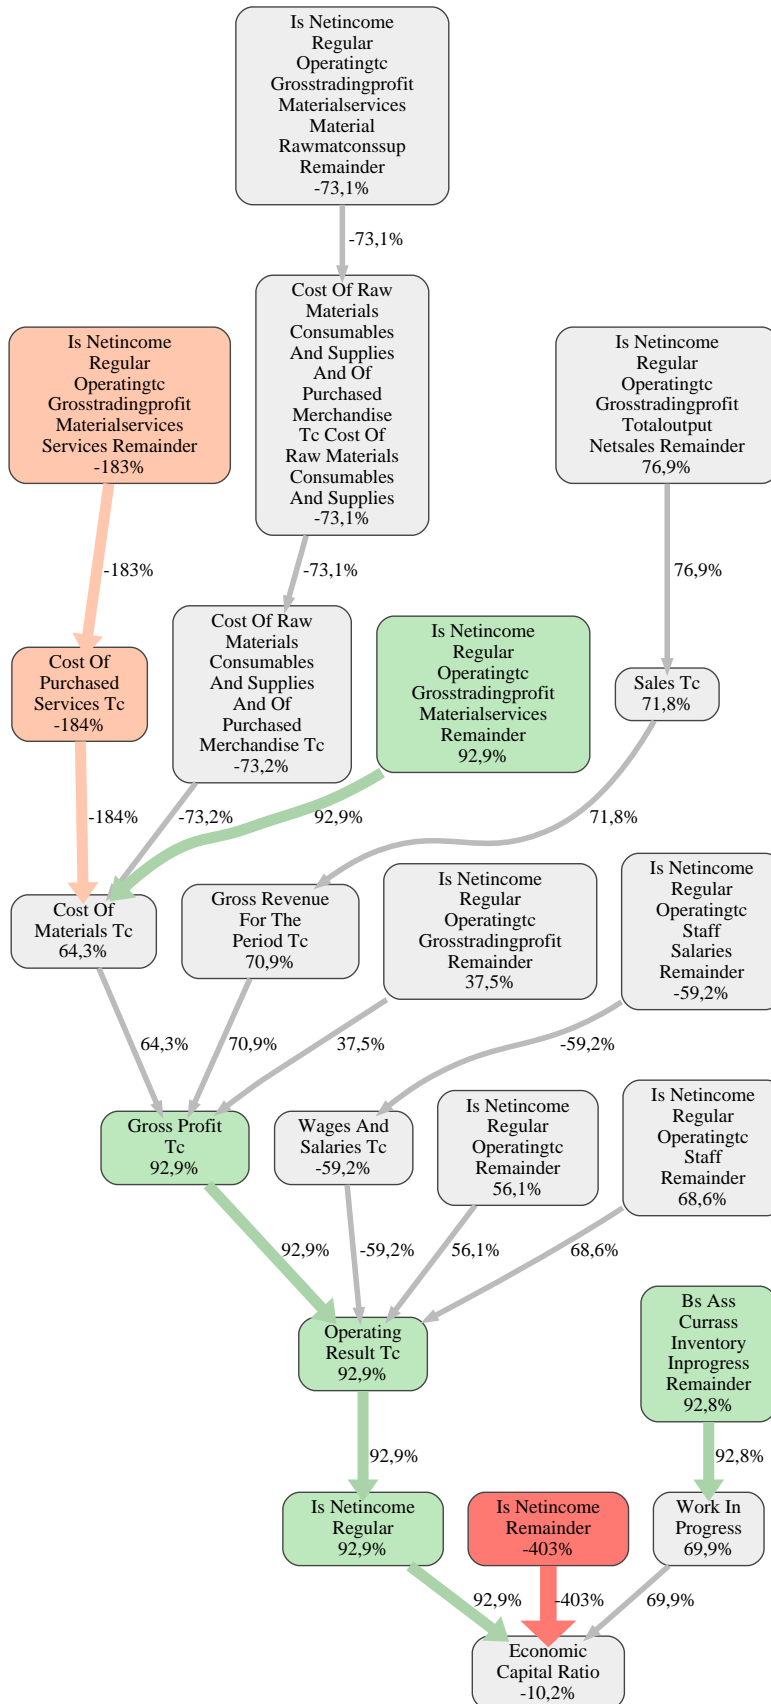 Is Netincome
Regular
Operatingtc
Grosstradingprofit
Materialservices
Material
Rawmatconssup
Remainder
-73,1%
-73,1%
Cost Of Raw
Materials
Consumables
And Supplies
And Of
Purchased
Merchandise
Tc Cost Of
Raw Materials
Consumables
And Supplies
-73,1%
Is Netincome
Regular
Operatingtc
Grosstradingprofit
Materialservices
Services Remainder
-183%
Is Netincome
Regular
Operatingtc
Grosstradingprofit
Totaloutput
Netsales Remainder
76,9%
-183%
-73,1%
76,9%
Cost Of
Purchased
Services Tc
-184%
Cost Of Raw
Materials
Consumables
And Supplies
And Of
Purchased
Merchandise Tc
-73,2%
Is Netincome
Regular
Operatingtc
Grosstradingprofit
Materialservices
Remainder
92,9%
Sales Tc
71,8%
-184%
-73,2%
92,9%
71,8%
Cost Of
Materials Tc
64,3%
Gross Revenue
For The
Period Tc
70,9%
Is Netincome
Regular
Operatingtc
Grosstradingprofit
Remainder
37,5%
Is Netincome
Regular
Operatingtc
Staff
Salaries
Remainder
-59,2%
64,3%
70,9%
37,5%
-59,2%
Gross Profit
Tc
92,9%
Wages And
Salaries Tc
-59,2%
Is Netincome
Regular
Operatingtc
Remainder
56,1%
Is Netincome
Regular
Operatingtc
Staff
Remainder
68,6%
92,9%
-59,2%
56,1%
68,6%
Operating
Result Tc
92,9%
Bs Ass
Currass
Inventory
Inprogress
Remainder
92,8%
92,9%
92,8%
Is Netincome
Regular
92,9%
Is Netincome
Remainder
-403%
Work In
Progress
69,9%
92,9%
-403%
69,9%
Economic
Capital Ratio
-10,2%